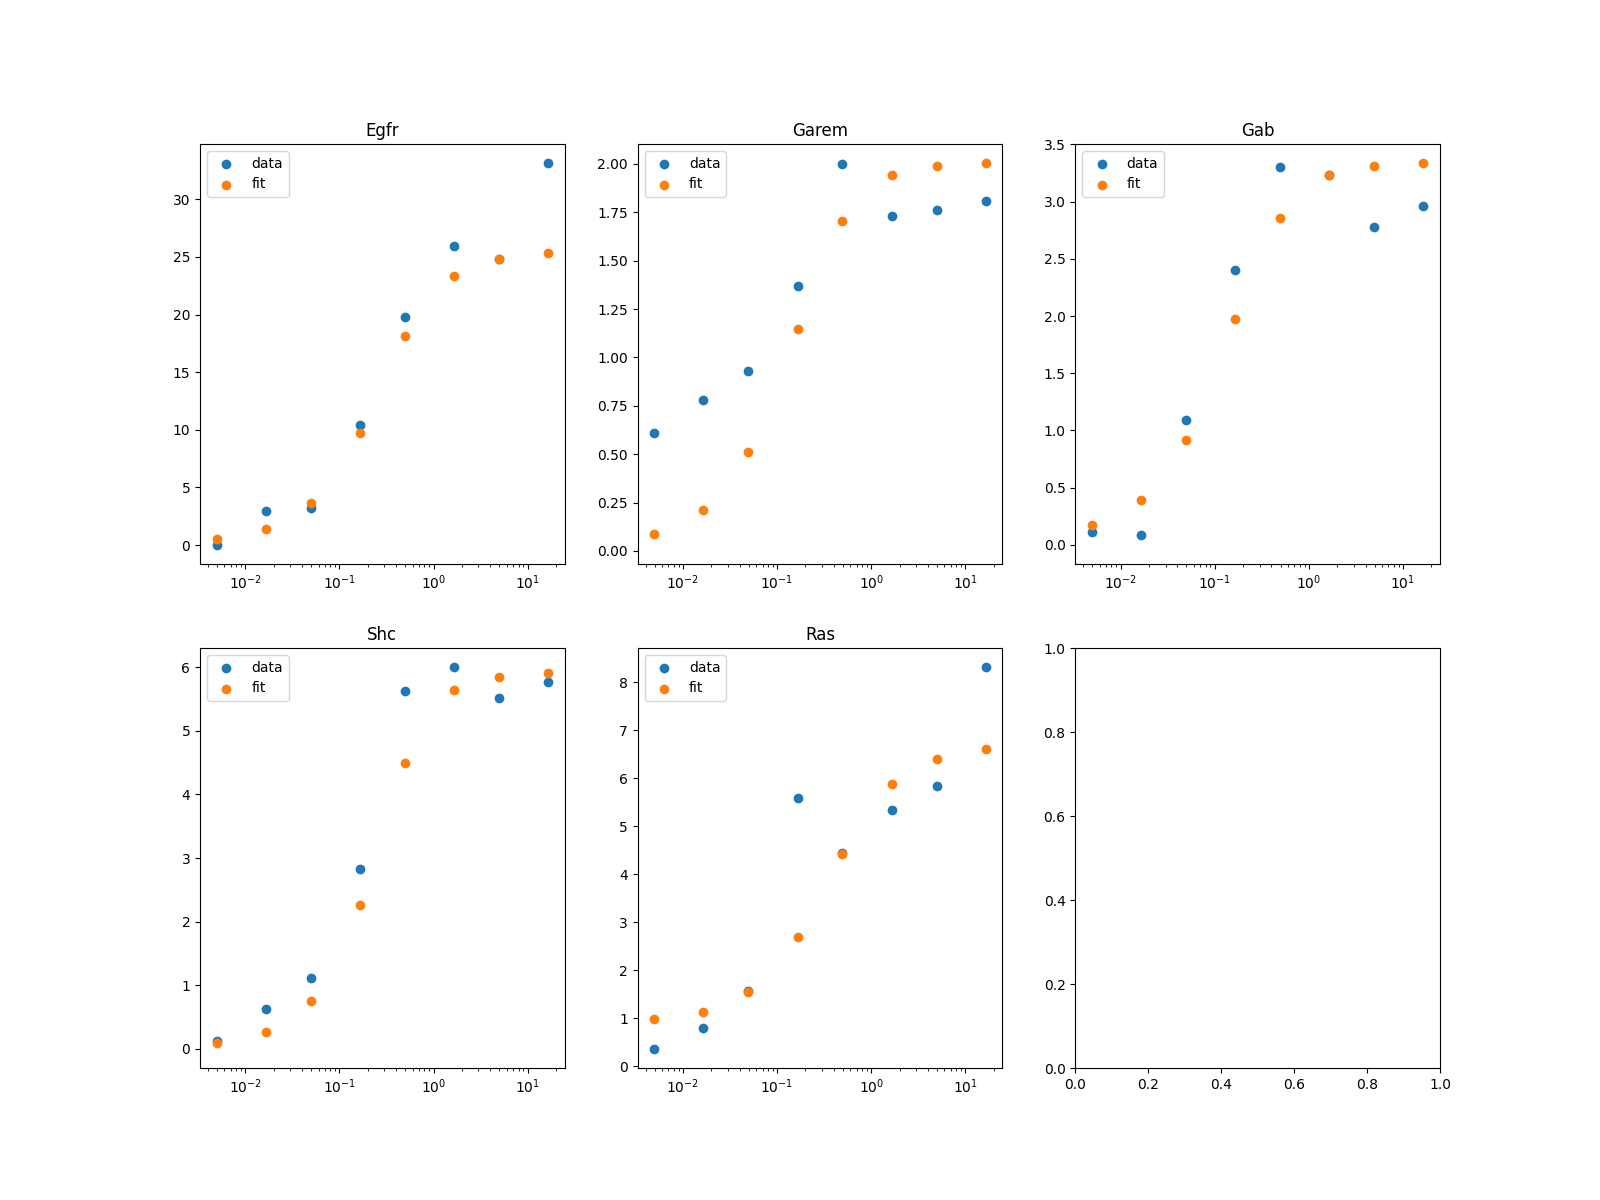 Egfr
data
fit
30
25
20
15
10
5
0
10⁻² 10⁻¹ 10⁰ 10¹
Garem
data
fit
2.00
1.75
1.50
1.25
1.00
0.75
0.50
0.25
0.00
10⁻² 10⁻¹ 10⁰ 10¹
Gab
data
fit
3.5
3.0
2.5
2.0
1.5
1.0
0.5
0.0
10⁻² 10⁻¹ 10⁰ 10¹
Shc
data
fit
6
5
4
3
2
1
0
10⁻² 10⁻¹ 10⁰ 10¹
Ras
data
fit
8
7
6
5
4
3
2
1
0
10⁻² 10⁻¹ 10⁰ 10¹
1.0
0.8
0.6
0.4
0.2
0.0
0.0 0.2 0.4 0.6 0.8 1.0